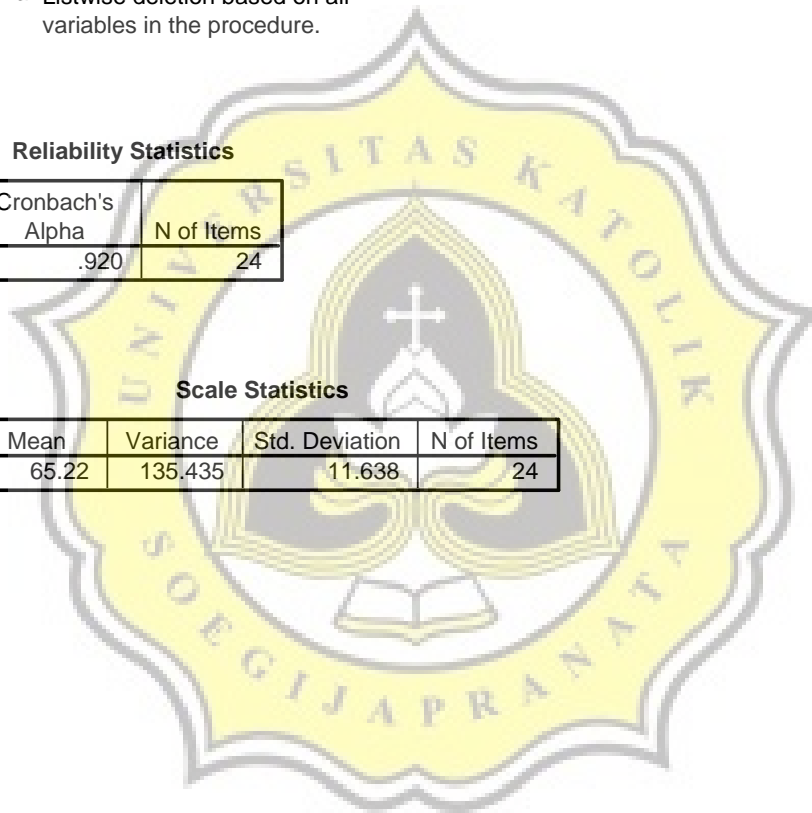 Listwise deletion based on all
variables in the procedure.
Reliability Statistics
Cronbach's
Alpha N of Items
.920 24
Scale Statistics
Mean Variance Std. Deviation N of Items
65.22 135.435 11.638 24
UNIVERSITAS KATOLIK
SOEGIJAPRANATA